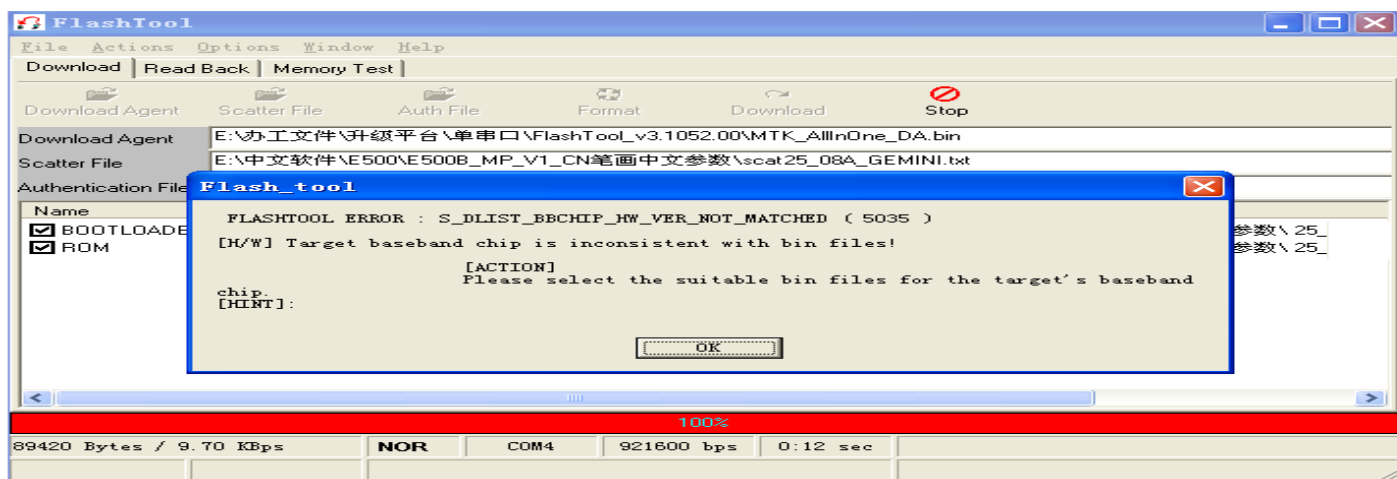 FlashTool
File Actions Options Window Help
Download Read Back Memory Test
Download Agent Scatter File Auth File Format Download Stop
Download Agent E:\办工文件\升级平台\单串口\FlashTool_v3.1052.00\MTK_AllInOne_DA.bin
Scatter File E:\中文软件\E500\E500B_MP_V1_CN笔画中文参数\scat25_08A_GEMINI.txt
Authentication File
Flash_tool
Name
FLASHTOOL ERROR : S_DLIST_BBCHIP_HW_VER_NOT_MATCHED ( 5035 )
BOOTLOADE 参数\ 25_
[H/W] Target baseband chip is inconsistent with bin files!
ROM 参数\ 25_
[ACTION]
Please select the suitable bin files for the target's baseband
chip.
[HINT]:
OK
100%
89420 Bytes / 9.70 KBps NOR COM4 921600 bps 0:12 sec